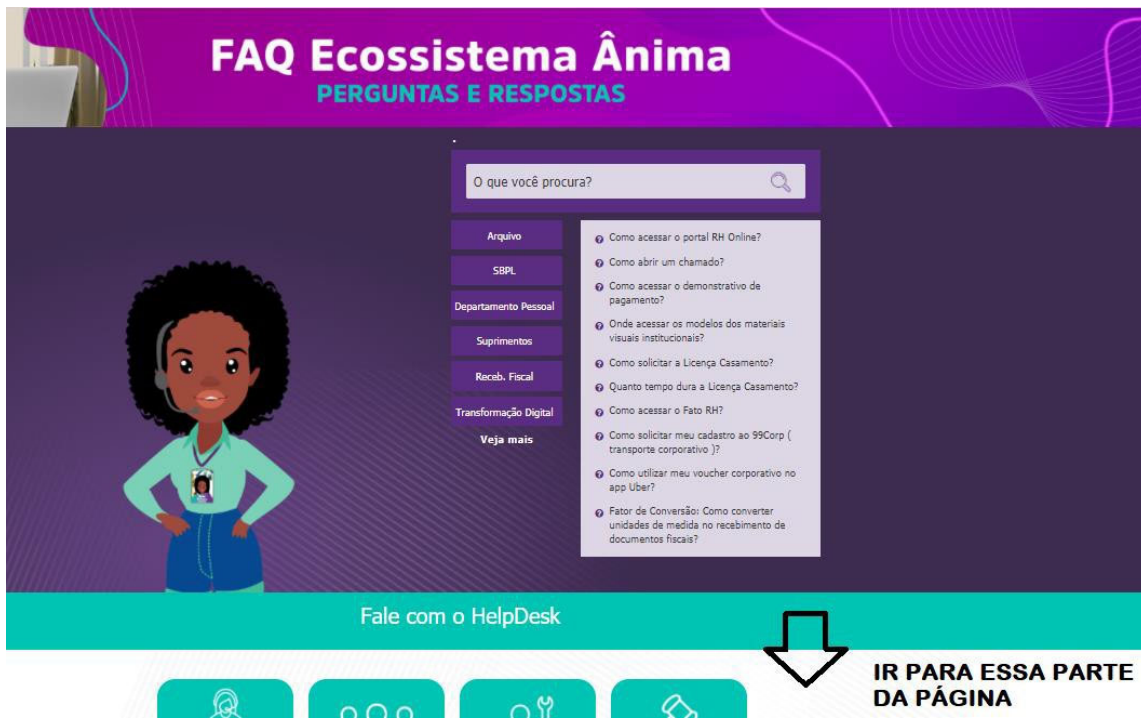 FAQ Ecossistema Ânima
PERGUNTAS E RESPOSTAS
O que você procura?
Arquivo
SBPL
Departamento Pessoal
Suprimentos
Receb. Fiscal
Transformação Digital
Veja mais
Como acessar o portal RH Online?
Como abrir um chamado?
Como acessar o demonstrativo de
pagamento?
Onde acessar os modelos dos materiais
visuais institucionais?
Como solicitar a Licença Casamento?
Quanto tempo dura a Licença Casamento?
Como acessar o Fato RH?
Como solicitar meu cadastro ao 99Corp (
transporte corporativo )?
Como utilizar meu voucher corporativo no
app Uber?
Fator de Conversão: Como converter
unidades de medida no recebimento de
documentos fiscais?
Fale com o HelpDesk
IR PARA ESSA PARTE
DA PÁGINA